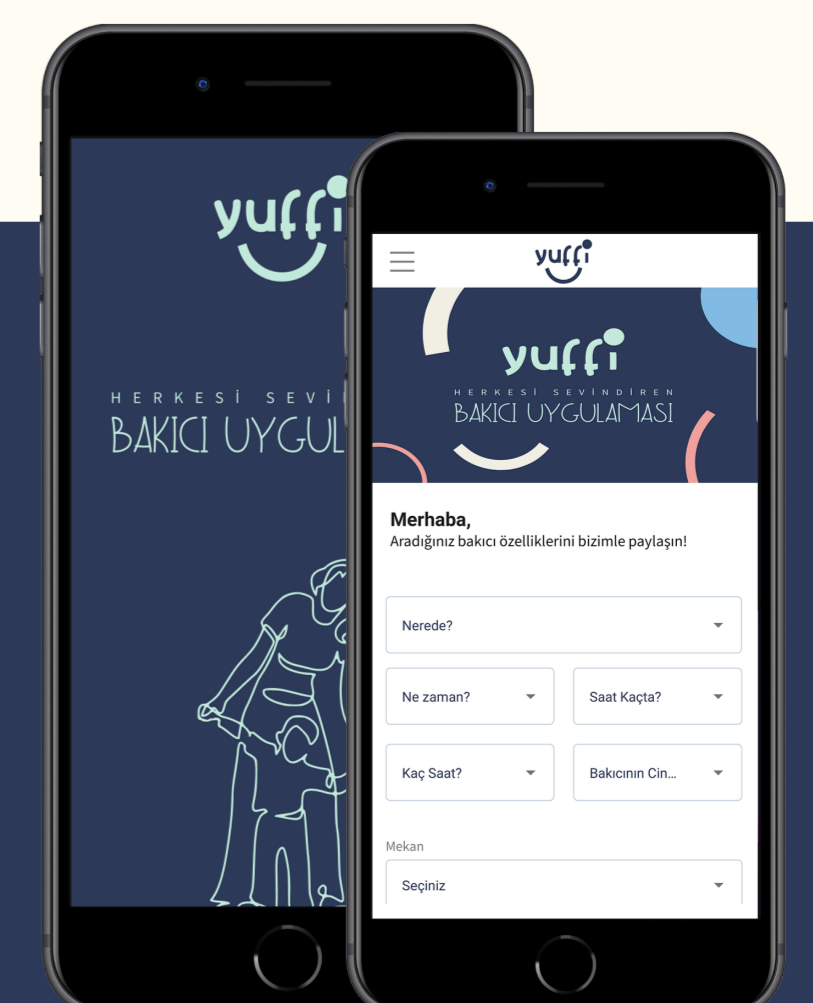 yuffi
HERKESİ SEVİ
BAKICI UYGUL
yuffi
yuffi
HERKESİ SEVİNDİREN
BAKICI UYGULAMASI
Merhaba,
Aradığınız bakıcı özelliklerini bizimle paylaşın!
Nerede?
Ne zaman?
Saat Kaçta?
Kaç Saat?
Bakıcının Cin...
Mekan
Seçiniz